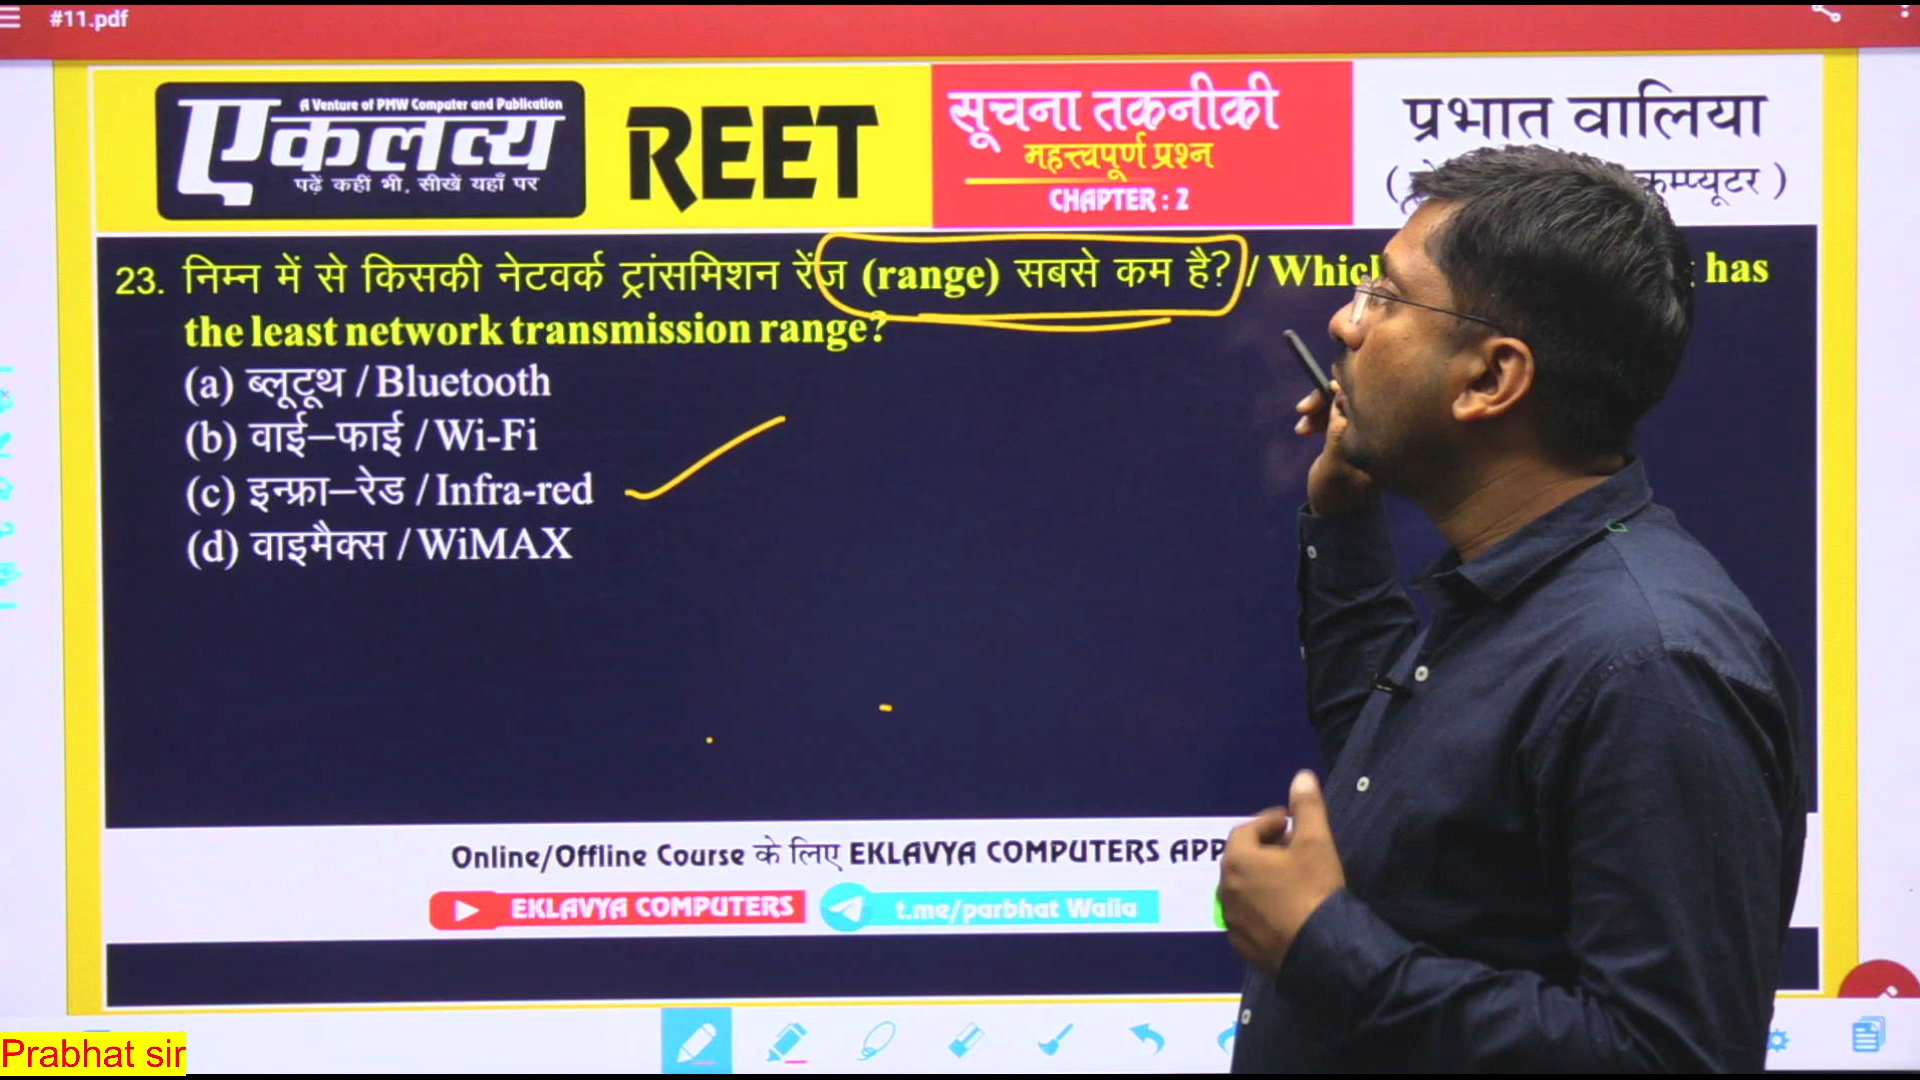 #11.pdf
A Venture of PMW Computer and Publication
एकलव्य
पढ़ें कहीं भी, सीखें यहाँ पर
REET
सूचना तकनीकी
महत्त्वपूर्ण प्रश्न
CHAPTER : 2
प्रभात वालिया
कम्प्यूटर )
23. निम्न में से किसकी नेटवर्क ट्रांसमिशन रेंज (range) सबसे कम है? / Which has
the least network transmission range?
(a) ब्लूटूथ / Bluetooth
(b) वाई–फाई / Wi-Fi
(c) इन्फ्रा–रेड / Infra-red
(d) वाइमैक्स / WiMAX
Online/Offline Course के लिए EKLAVYA COMPUTERS APP
EKLAVYA COMPUTERS
t.me/parbhat Walia
Prabhat sir